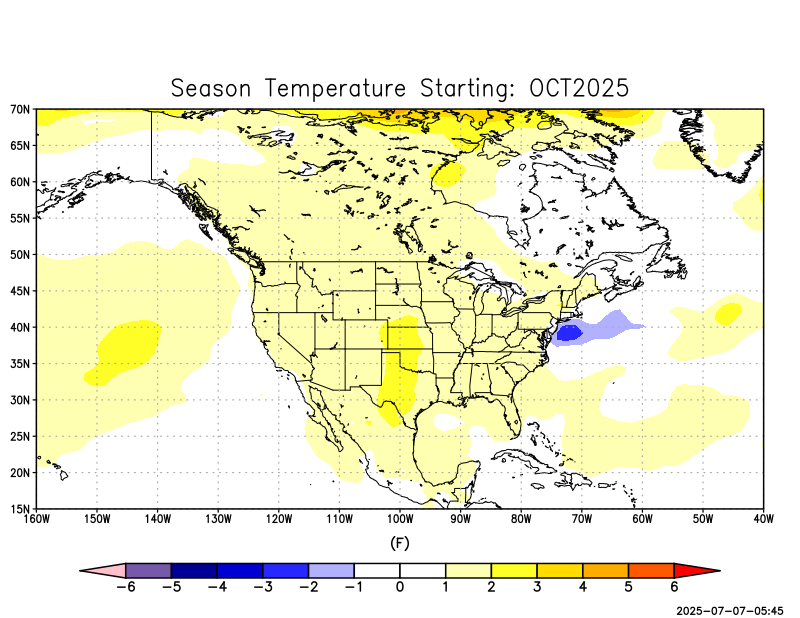 Season Temperature Starting: OCT2025
70N
65N
60N
55N
50N
45N
40N
35N
30N
25N
20N
15N
160W 150W 140W 130W 120W 110W 100W 90W 80W 70W 60W 50W 40W
(F)
−6 −5 −4 −3 −2 −1 0 1 2 3 4 5 6
2025-07-07-05:45